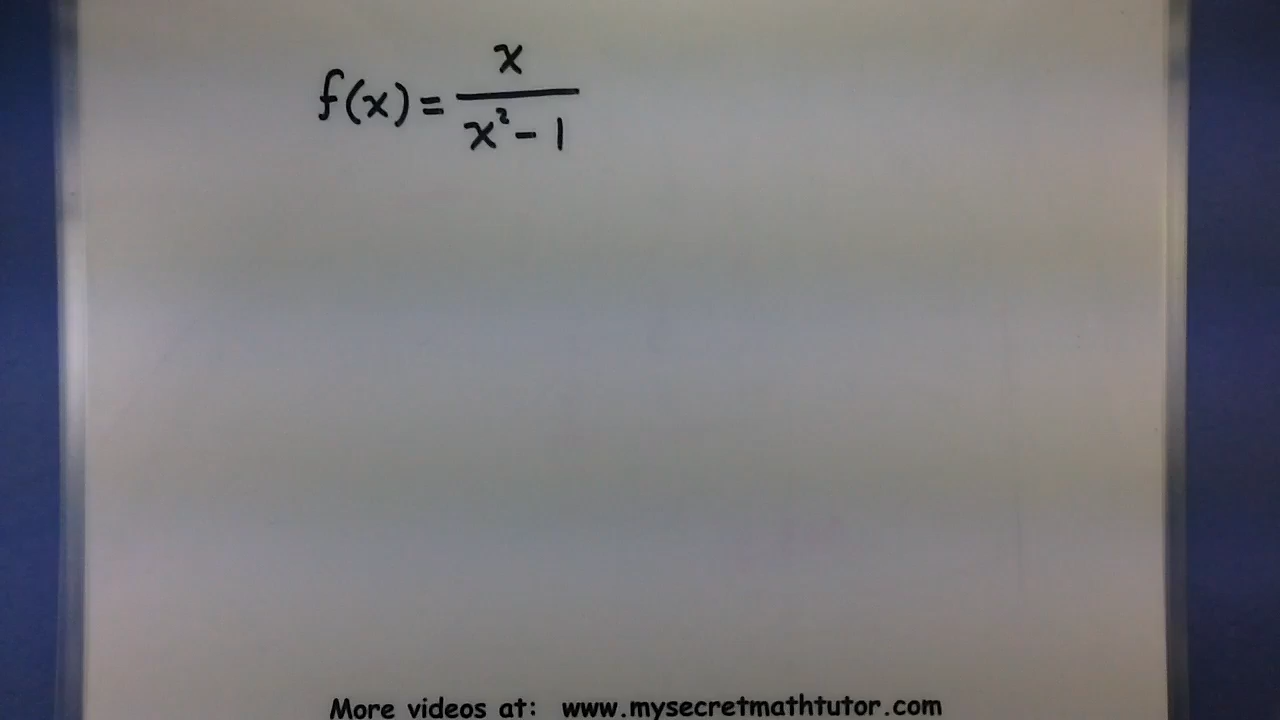 f(x) = x / (x² - 1)
More videos at: www.mysecretmathtutor.com